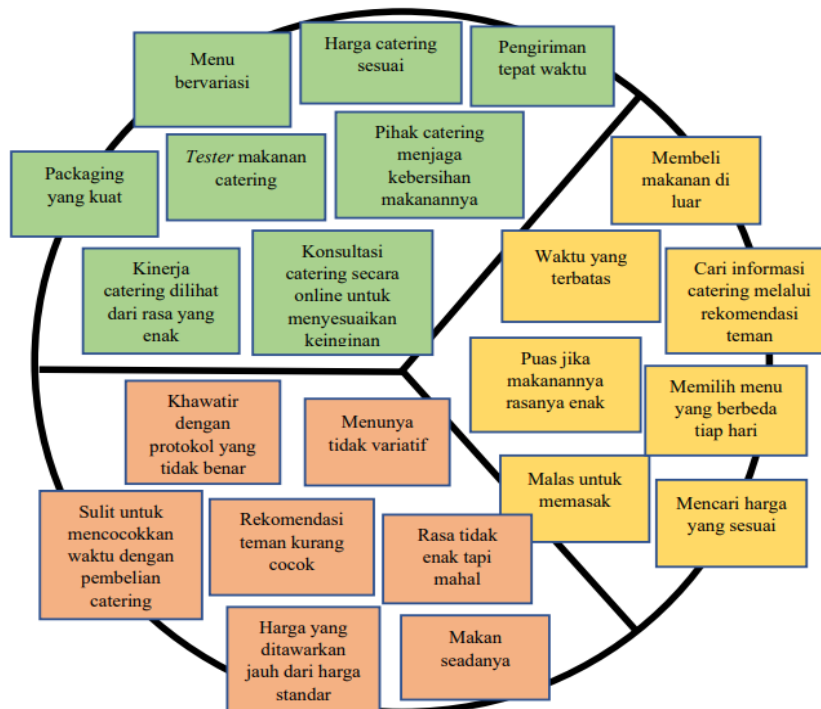 Menu
bervariasi
Harga catering
sesuai
Pengiriman
tepat waktu
Packaging
yang kuat
Tester makanan
catering
Pihak catering
menjaga
kebersihan
makanannya
Kinerja
catering dilihat
dari rasa yang
enak
Konsultasi
catering secara
online untuk
menyesuaikan
keinginan
Membeli
makanan di
luar
Waktu yang
terbatas
Cari informasi
catering melalui
rekomendasi
teman
Puas jika
makanannya
rasanya enak
Memilih menu
yang berbeda
tiap hari
Malas untuk
memasak
Mencari harga
yang sesuai
Khawatir
dengan
protokol yang
tidak benar
Menunya
tidak variatif
Sulit untuk
mencocokkan
waktu dengan
pembelian
catering
Rekomendasi
teman kurang
cocok
Rasa tidak
enak tapi
mahal
Harga yang
ditawarkan
jauh dari harga
standar
Makan
seadanya